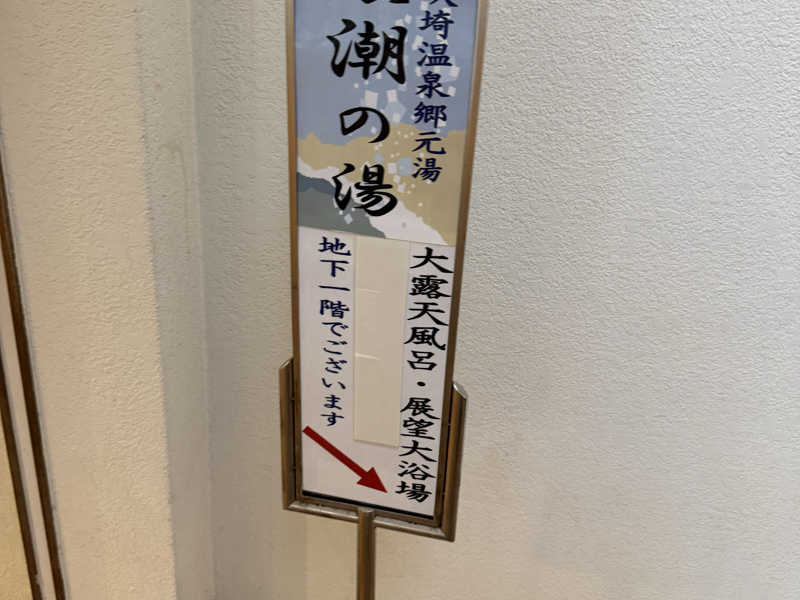 埼温泉郷元湯
潮の湯
大露天風呂・展望大浴場
地下一階でございます